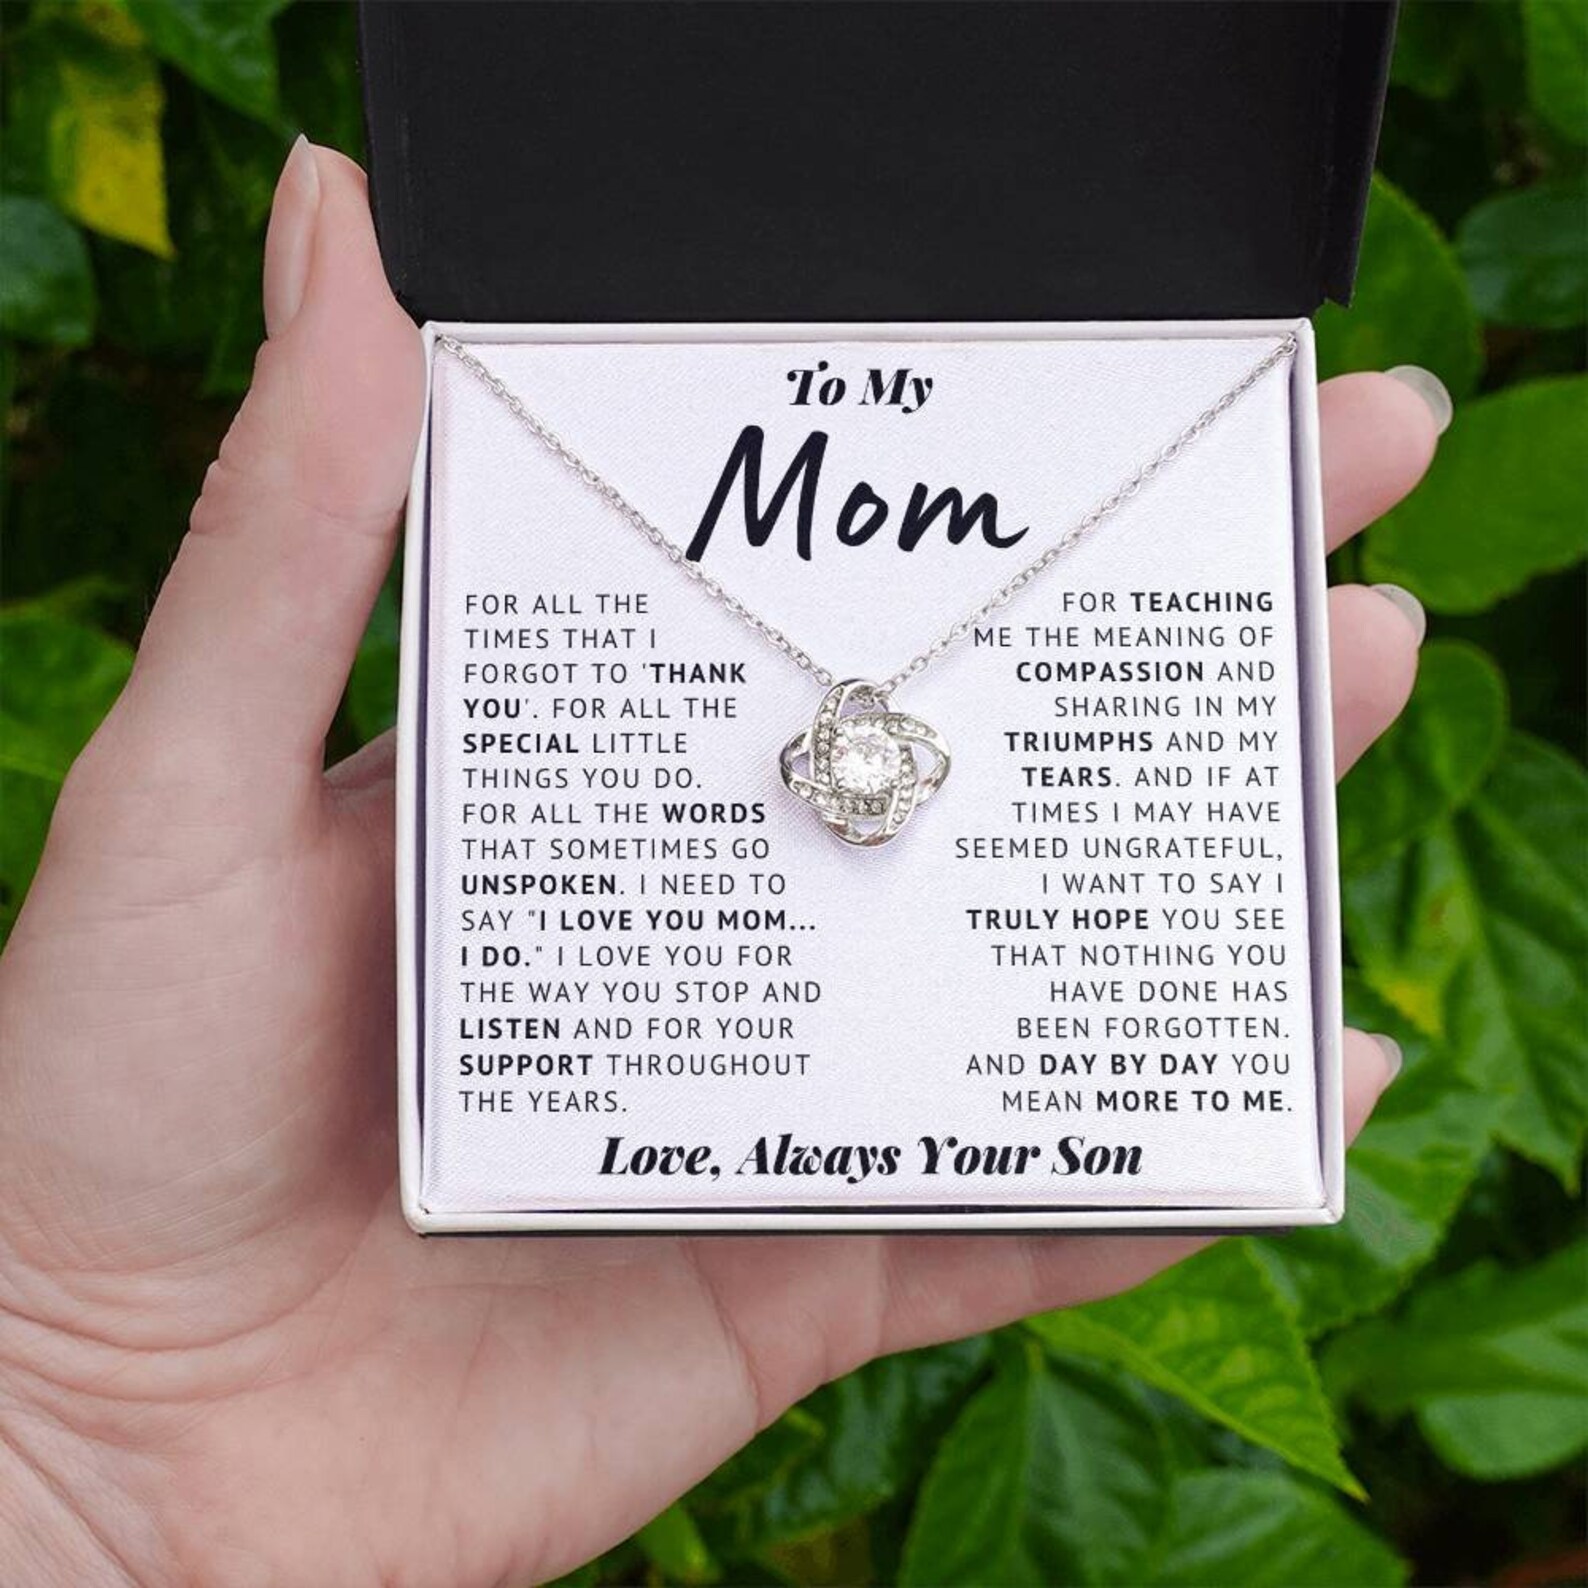 To My
Mom
FOR ALL THE
TIMES THAT I
FORGOT TO 'THANK
YOU'. FOR ALL THE
SPECIAL LITTLE
THINGS YOU DO.
FOR ALL THE WORDS
THAT SOMETIMES GO
UNSPOKEN. I NEED TO
SAY "I LOVE YOU MOM...
I DO." I LOVE YOU FOR
THE WAY YOU STOP AND
LISTEN AND FOR YOUR
SUPPORT THROUGHOUT
THE YEARS.
FOR TEACHING
ME THE MEANING OF
COMPASSION AND
SHARING IN MY
TRIUMPHS AND MY
TEARS. AND IF AT
TIMES I MAY HAVE
SEEMED UNGRATEFUL,
I WANT TO SAY I
TRULY HOPE YOU SEE
THAT NOTHING YOU
HAVE DONE HAS
BEEN FORGOTTEN.
AND DAY BY DAY YOU
MEAN MORE TO ME.
Love, Always Your Son